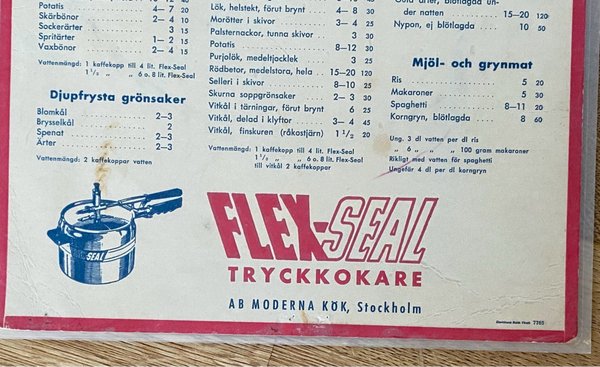 Potatis 4— 7 20
Skärbönor 2— 4 10
Sockerärter 3 15
Spritärter 1— 2 15
Vaxbönor 2— 4 15
Vattenmängd: 1 kaffekopp till 4 lit. Flex-Seal
1½ „ „ 6 o. 8 lit. Flex-Seal
Djupfrysta grönsaker
Blomkål 2—3
Brysselkål 2
Spenat 2—3
Ärter 2—3
Vattenmängd: 2 kaffekoppar vatten
Lök, helstekt, förut brynt 4— 8 30
Morötter i skivor 3— 4 45
Palsternackor, tunna skivor 3
Potatis 8—12 30
Purjolök, medeltjocklek 3 25
Rödbetor, medelstora, hela 15—20 120
Selleri i skivor 8—10 25
Skurna soppgrönsaker 2— 3 30
Vitkål i tärningar, förut brynt 6 25
Vitkål, delad i klyftor 3— 4 45
Vitkål, finskuren (råkostjärn) 1½ 20
Vattenmängd: 1 kaffekopp till 4 lit. Flex-Seal
1½ „ „ 6 o. 8 lit. Flex-Seal
till vitkål 2 kaffekoppar
der natten 15—20 120
Nypon, ej blötlagda 10 50
Mjöl- och grynmat
Ris 5 20
Makaroner 5 30
Spaghetti 8—11 20
Korngryn, blötlagda 8 60
Ung. 3 dl vatten per dl ris
„ 6 „ „ 100 gram makaroner
Rikligt med vatten för spaghetti
Ungefär 4 dl per dl korngryn
SEAL
FLEX-SEAL
TRYCKKOKARE
AB MODERNA KÖK, Stockholm